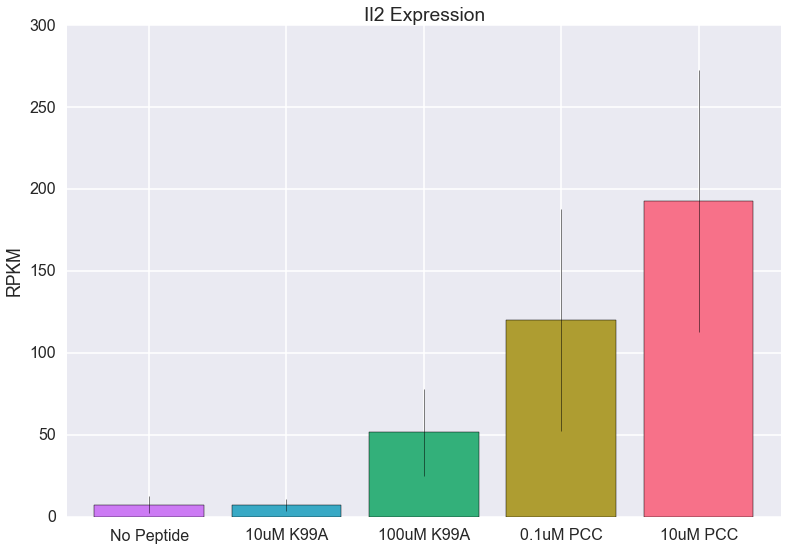 Il2 Expression
300
250
200
150
100
50
0
RPKM
No Peptide
10uM K99A
100uM K99A
0.1uM PCC
10uM PCC